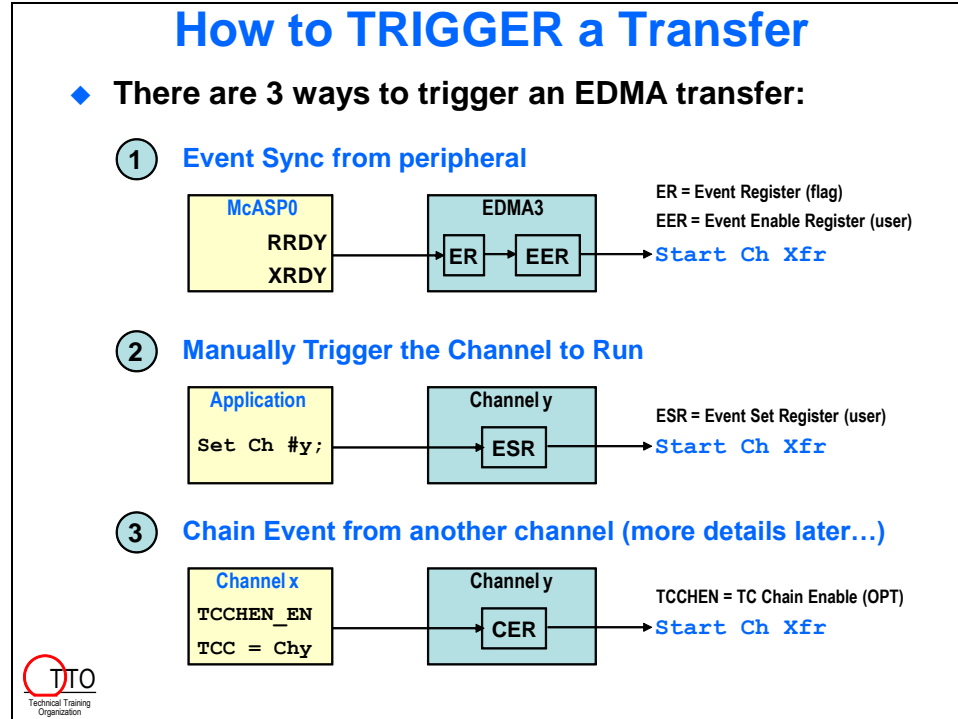 How to TRIGGER a Transfer
There are 3 ways to trigger an EDMA transfer:
1 Event Sync from peripheral
McASP0
RRDY
XRDY
EDMA3
ER
EER
ER = Event Register (flag)
EER = Event Enable Register (user)
Start Ch Xfr
2 Manually Trigger the Channel to Run
Application
Set Ch #y;
Channel y
ESR
ESR = Event Set Register (user)
Start Ch Xfr
3 Chain Event from another channel (more details later…)
Channel x
TCCHEN_EN
TCC = Chy
Channel y
CER
TCCHEN = TC Chain Enable (OPT)
Start Ch Xfr
TTO
Technical Training
Organization